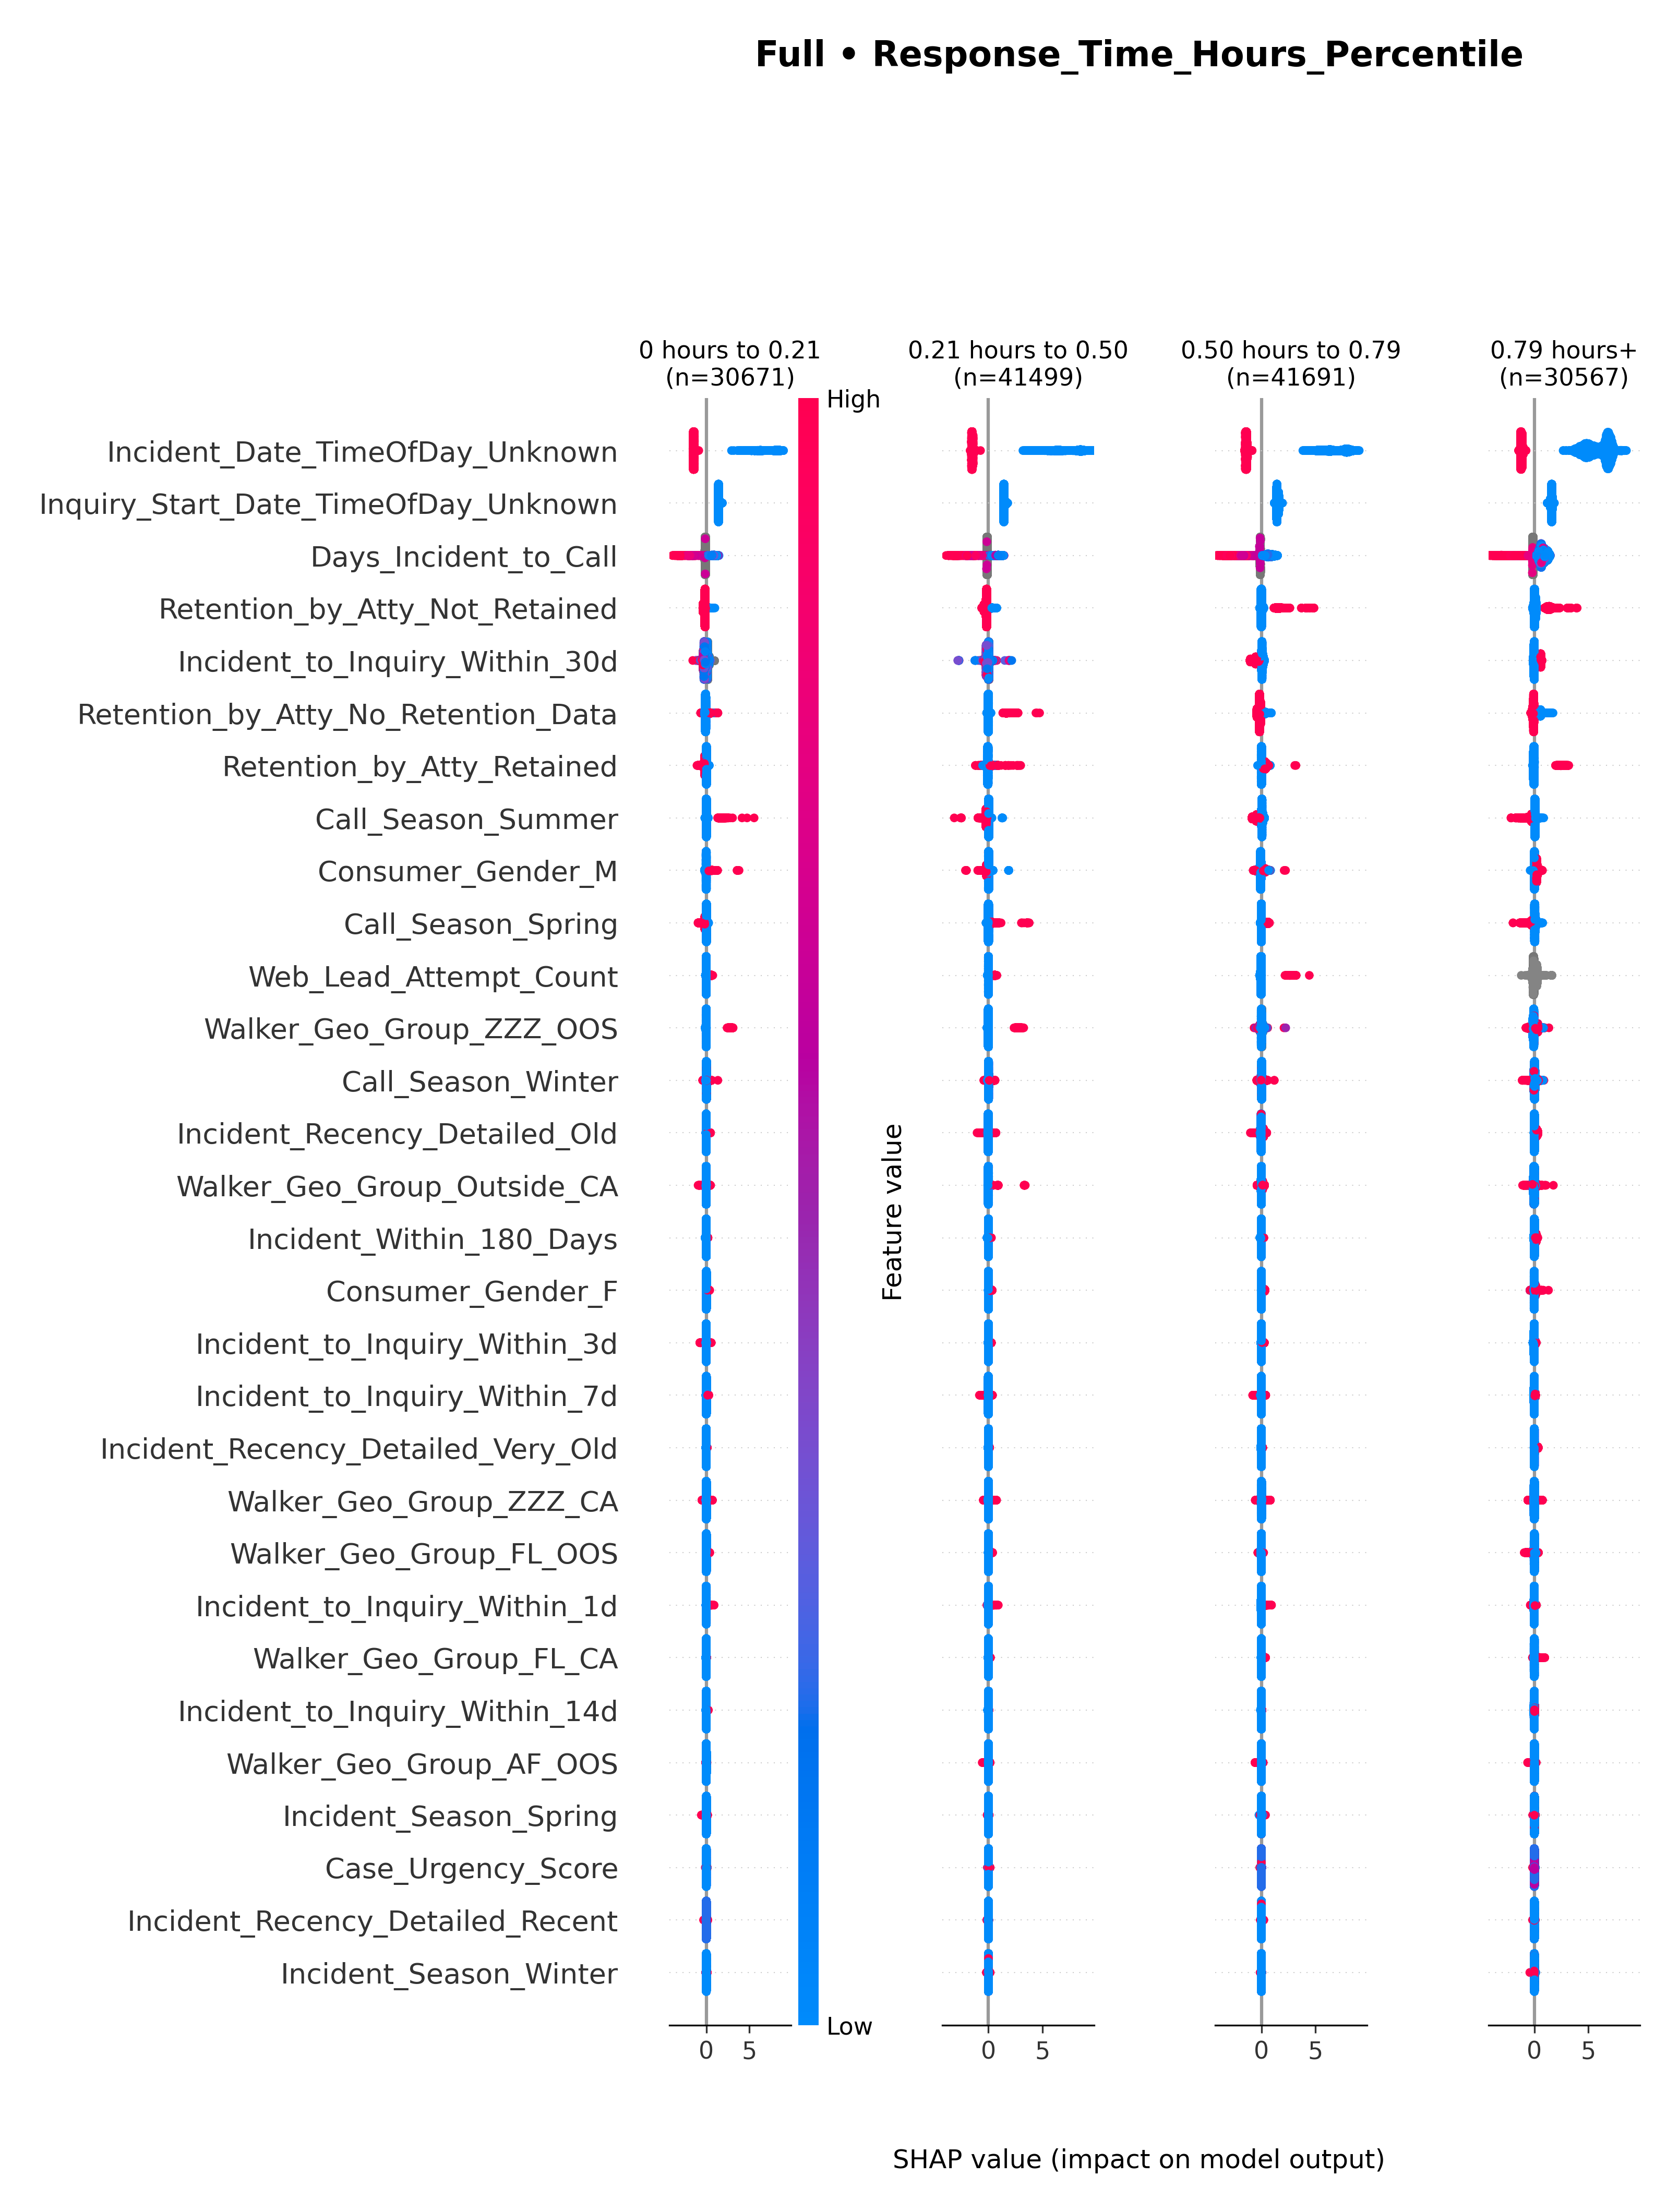 Full • Response_Time_Hours_Percentile
0 hours to 0.21
(n=30671)
0.21 hours to 0.50
(n=41499)
0.50 hours to 0.79
(n=41691)
0.79 hours+
(n=30567)
High
Incident_Date_TimeOfDay_Unknown
Inquiry_Start_Date_TimeOfDay_Unknown
Days_Incident_to_Call
Retention_by_Atty_Not_Retained
Incident_to_Inquiry_Within_30d
Retention_by_Atty_No_Retention_Data
Retention_by_Atty_Retained
Call_Season_Summer
Consumer_Gender_M
Call_Season_Spring
Web_Lead_Attempt_Count
Walker_Geo_Group_ZZZ_OOS
Call_Season_Winter
Incident_Recency_Detailed_Old
Walker_Geo_Group_Outside_CA
Incident_Within_180_Days
Consumer_Gender_F
Incident_to_Inquiry_Within_3d
Incident_to_Inquiry_Within_7d
Incident_Recency_Detailed_Very_Old
Walker_Geo_Group_ZZZ_CA
Walker_Geo_Group_FL_OOS
Incident_to_Inquiry_Within_1d
Walker_Geo_Group_FL_CA
Incident_to_Inquiry_Within_14d
Walker_Geo_Group_AF_OOS
Incident_Season_Spring
Case_Urgency_Score
Incident_Recency_Detailed_Recent
Incident_Season_Winter
Feature value
Low
0 5
0 5
0 5
0 5
SHAP value (impact on model output)